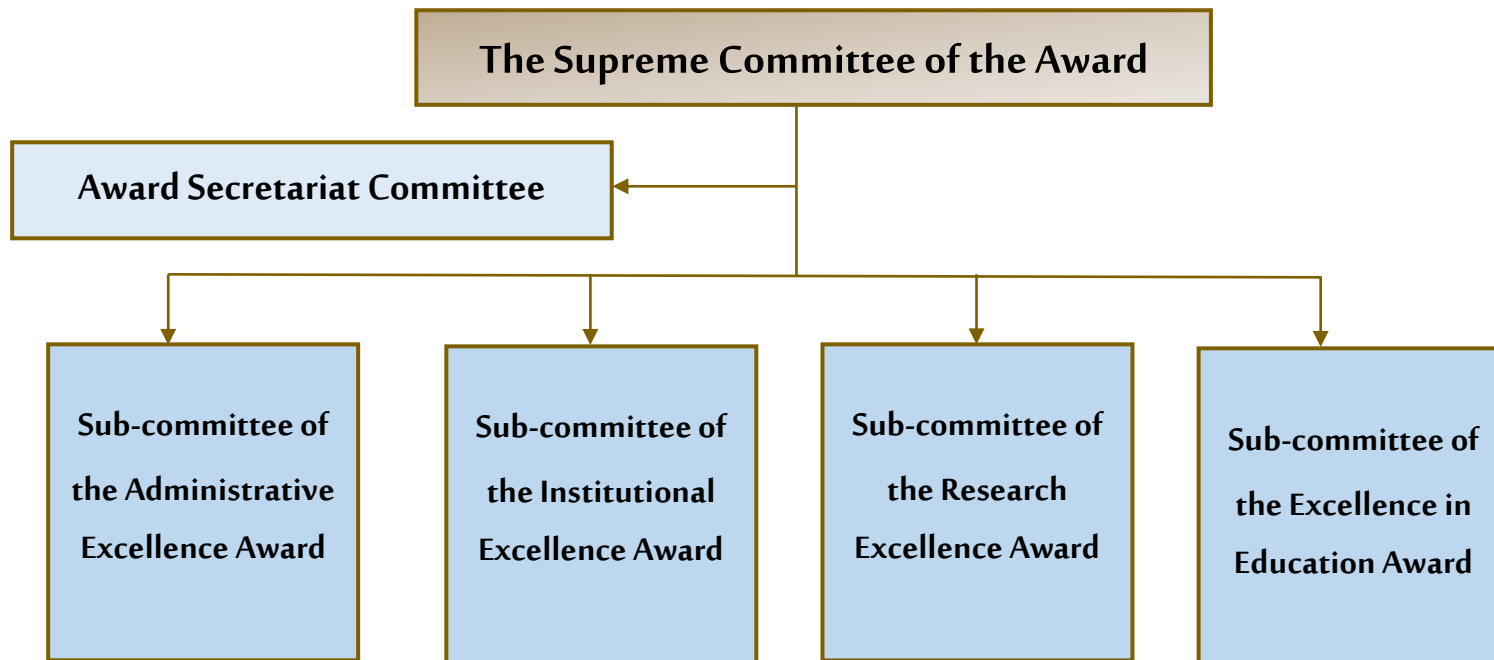 The Supreme Committee of the Award
Award Secretariat Committee
Sub-committee of
the Administrative
Excellence Award
Sub-committee of
the Institutional
Excellence Award
Sub-committee of
the Research
Excellence Award
Sub-committee of
the Excellence in
Education Award